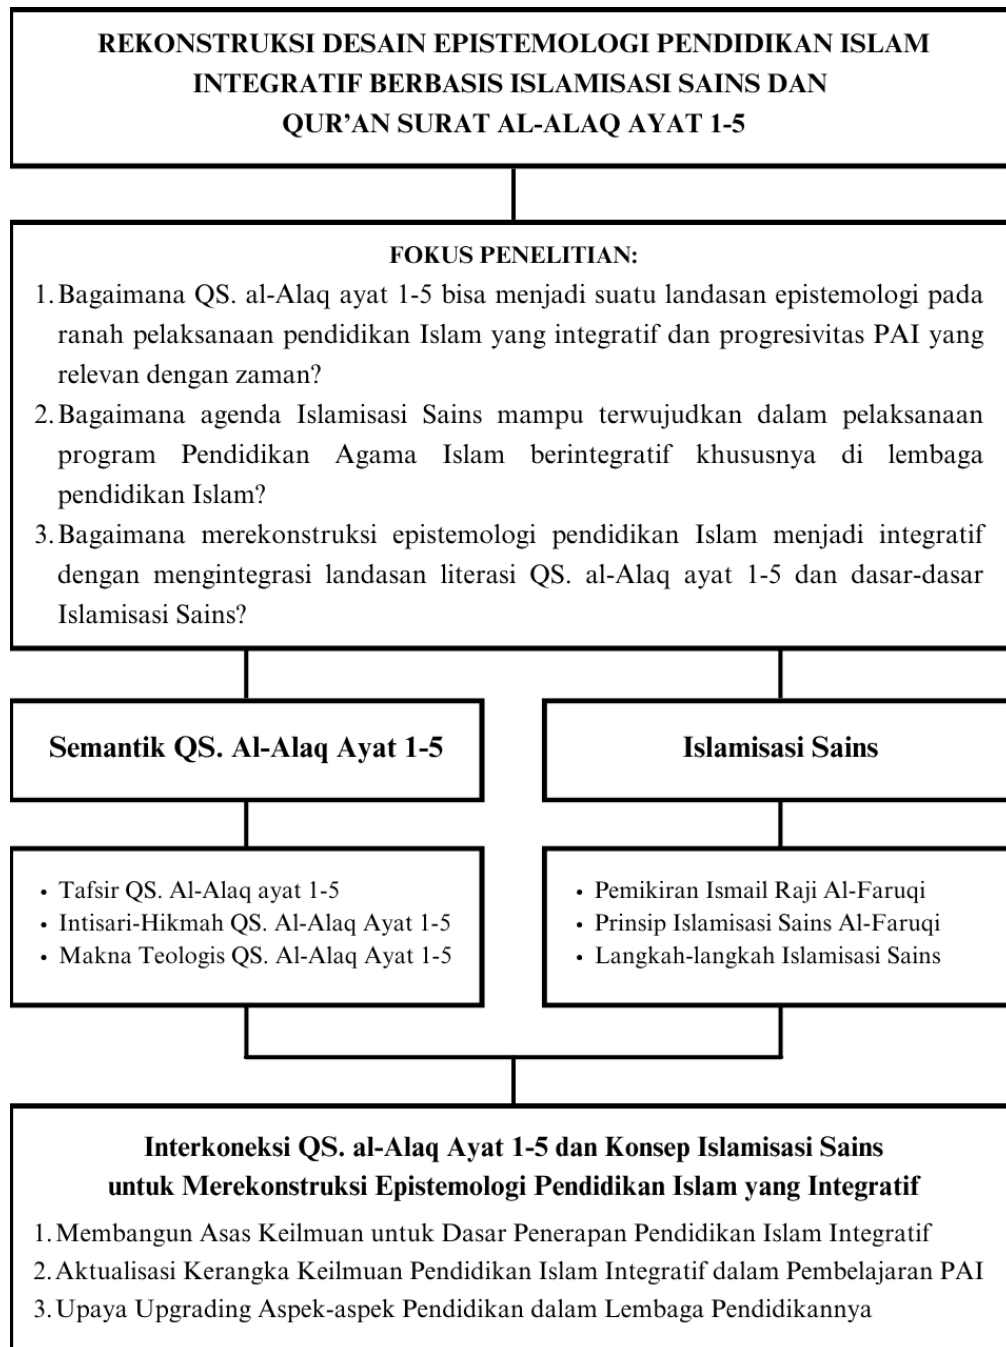 REKONSTRUKSI DESAIN EPISTEMOLOGI PENDIDIKAN ISLAM
INTEGRATIF BERBASIS ISLAMISASI SAINS DAN
QUR'AN SURAT AL-ALAQ AYAT 1-5
FOKUS PENELITIAN:
1. Bagaimana QS. al-Alaq ayat 1-5 bisa menjadi suatu landasan epistemologi pada
ranah pelaksanaan pendidikan Islam yang integratif dan progresivitas PAI yang
relevan dengan zaman?
2. Bagaimana agenda Islamisasi Sains mampu terwujudkan dalam pelaksanaan
program Pendidikan Agama Islam berintegratif khususnya di lembaga
pendidikan Islam?
3. Bagaimana merekonstruksi epistemologi pendidikan Islam menjadi integratif
dengan mengintegrasi landasan literasi QS. al-Alaq ayat 1-5 dan dasar-dasar
Islamisasi Sains?
Semantik QS. Al-Alaq Ayat 1-5
• Tafsir QS. Al-Alaq ayat 1-5
• Intisari-Hikmah QS. Al-Alaq Ayat 1-5
• Makna Teologis QS. Al-Alaq Ayat 1-5
Islamisasi Sains
• Pemikiran Ismail Raji Al-Faruqi
• Prinsip Islamisasi Sains Al-Faruqi
• Langkah-langkah Islamisasi Sains
Interkoneksi QS. al-Alaq Ayat 1-5 dan Konsep Islamisasi Sains
untuk Merekonstruksi Epistemologi Pendidikan Islam yang Integratif
1. Membangun Asas Keilmuan untuk Dasar Penerapan Pendidikan Islam Integratif
2. Aktualisasi Kerangka Keilmuan Pendidikan Islam Integratif dalam Pembelajaran PAI
3. Upaya Upgrading Aspek-aspek Pendidikan dalam Lembaga Pendidikannya